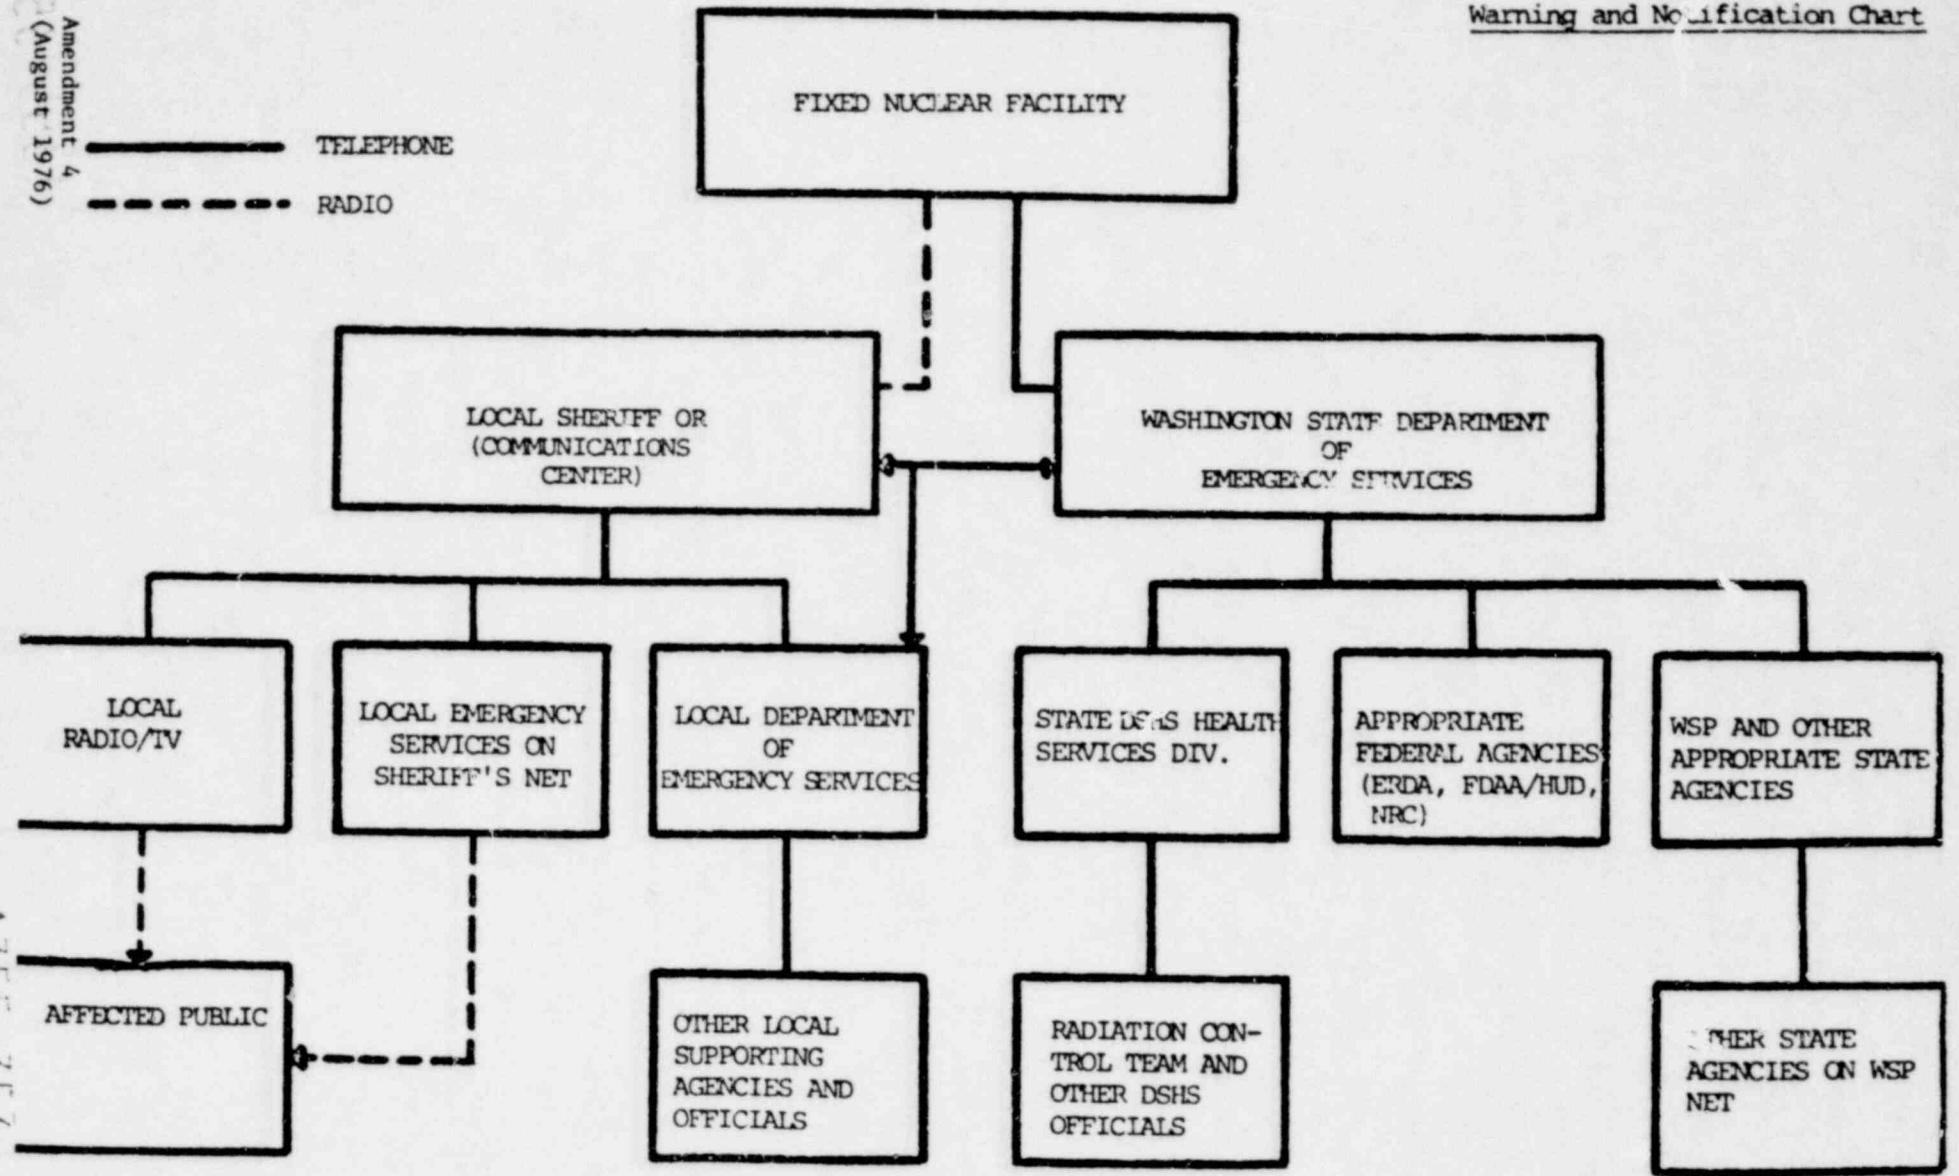 Warning and Notification Chart
Amendment 4
(August 1976)
TELEPHONE
RADIO
FIXED NUCLEAR FACILITY
LOCAL SHERIFF OR
(COMMUNICATIONS
CENTER)
WASHINGTON STATE DEPARTMENT
OF
EMERGENCY SERVICES
LOCAL
RADIO/TV
LOCAL EMERGENCY
SERVICES ON
SHERIFF'S NET
LOCAL DEPARTMENT
OF
EMERGENCY SERVICES
STATE DSHS HEALTH
SERVICES DIV.
APPROPRIATE
FEDERAL AGENCIES
(ERDA, FDAA/HUD,
NRC)
WSP AND OTHER
APPROPRIATE STATE
AGENCIES
AFFECTED PUBLIC
OTHER LOCAL
SUPPORTING
AGENCIES AND
OFFICIALS
RADIATION CON-
TROL TEAM AND
OTHER DSHS
OFFICIALS
OTHER STATE
AGENCIES ON WSP
NET